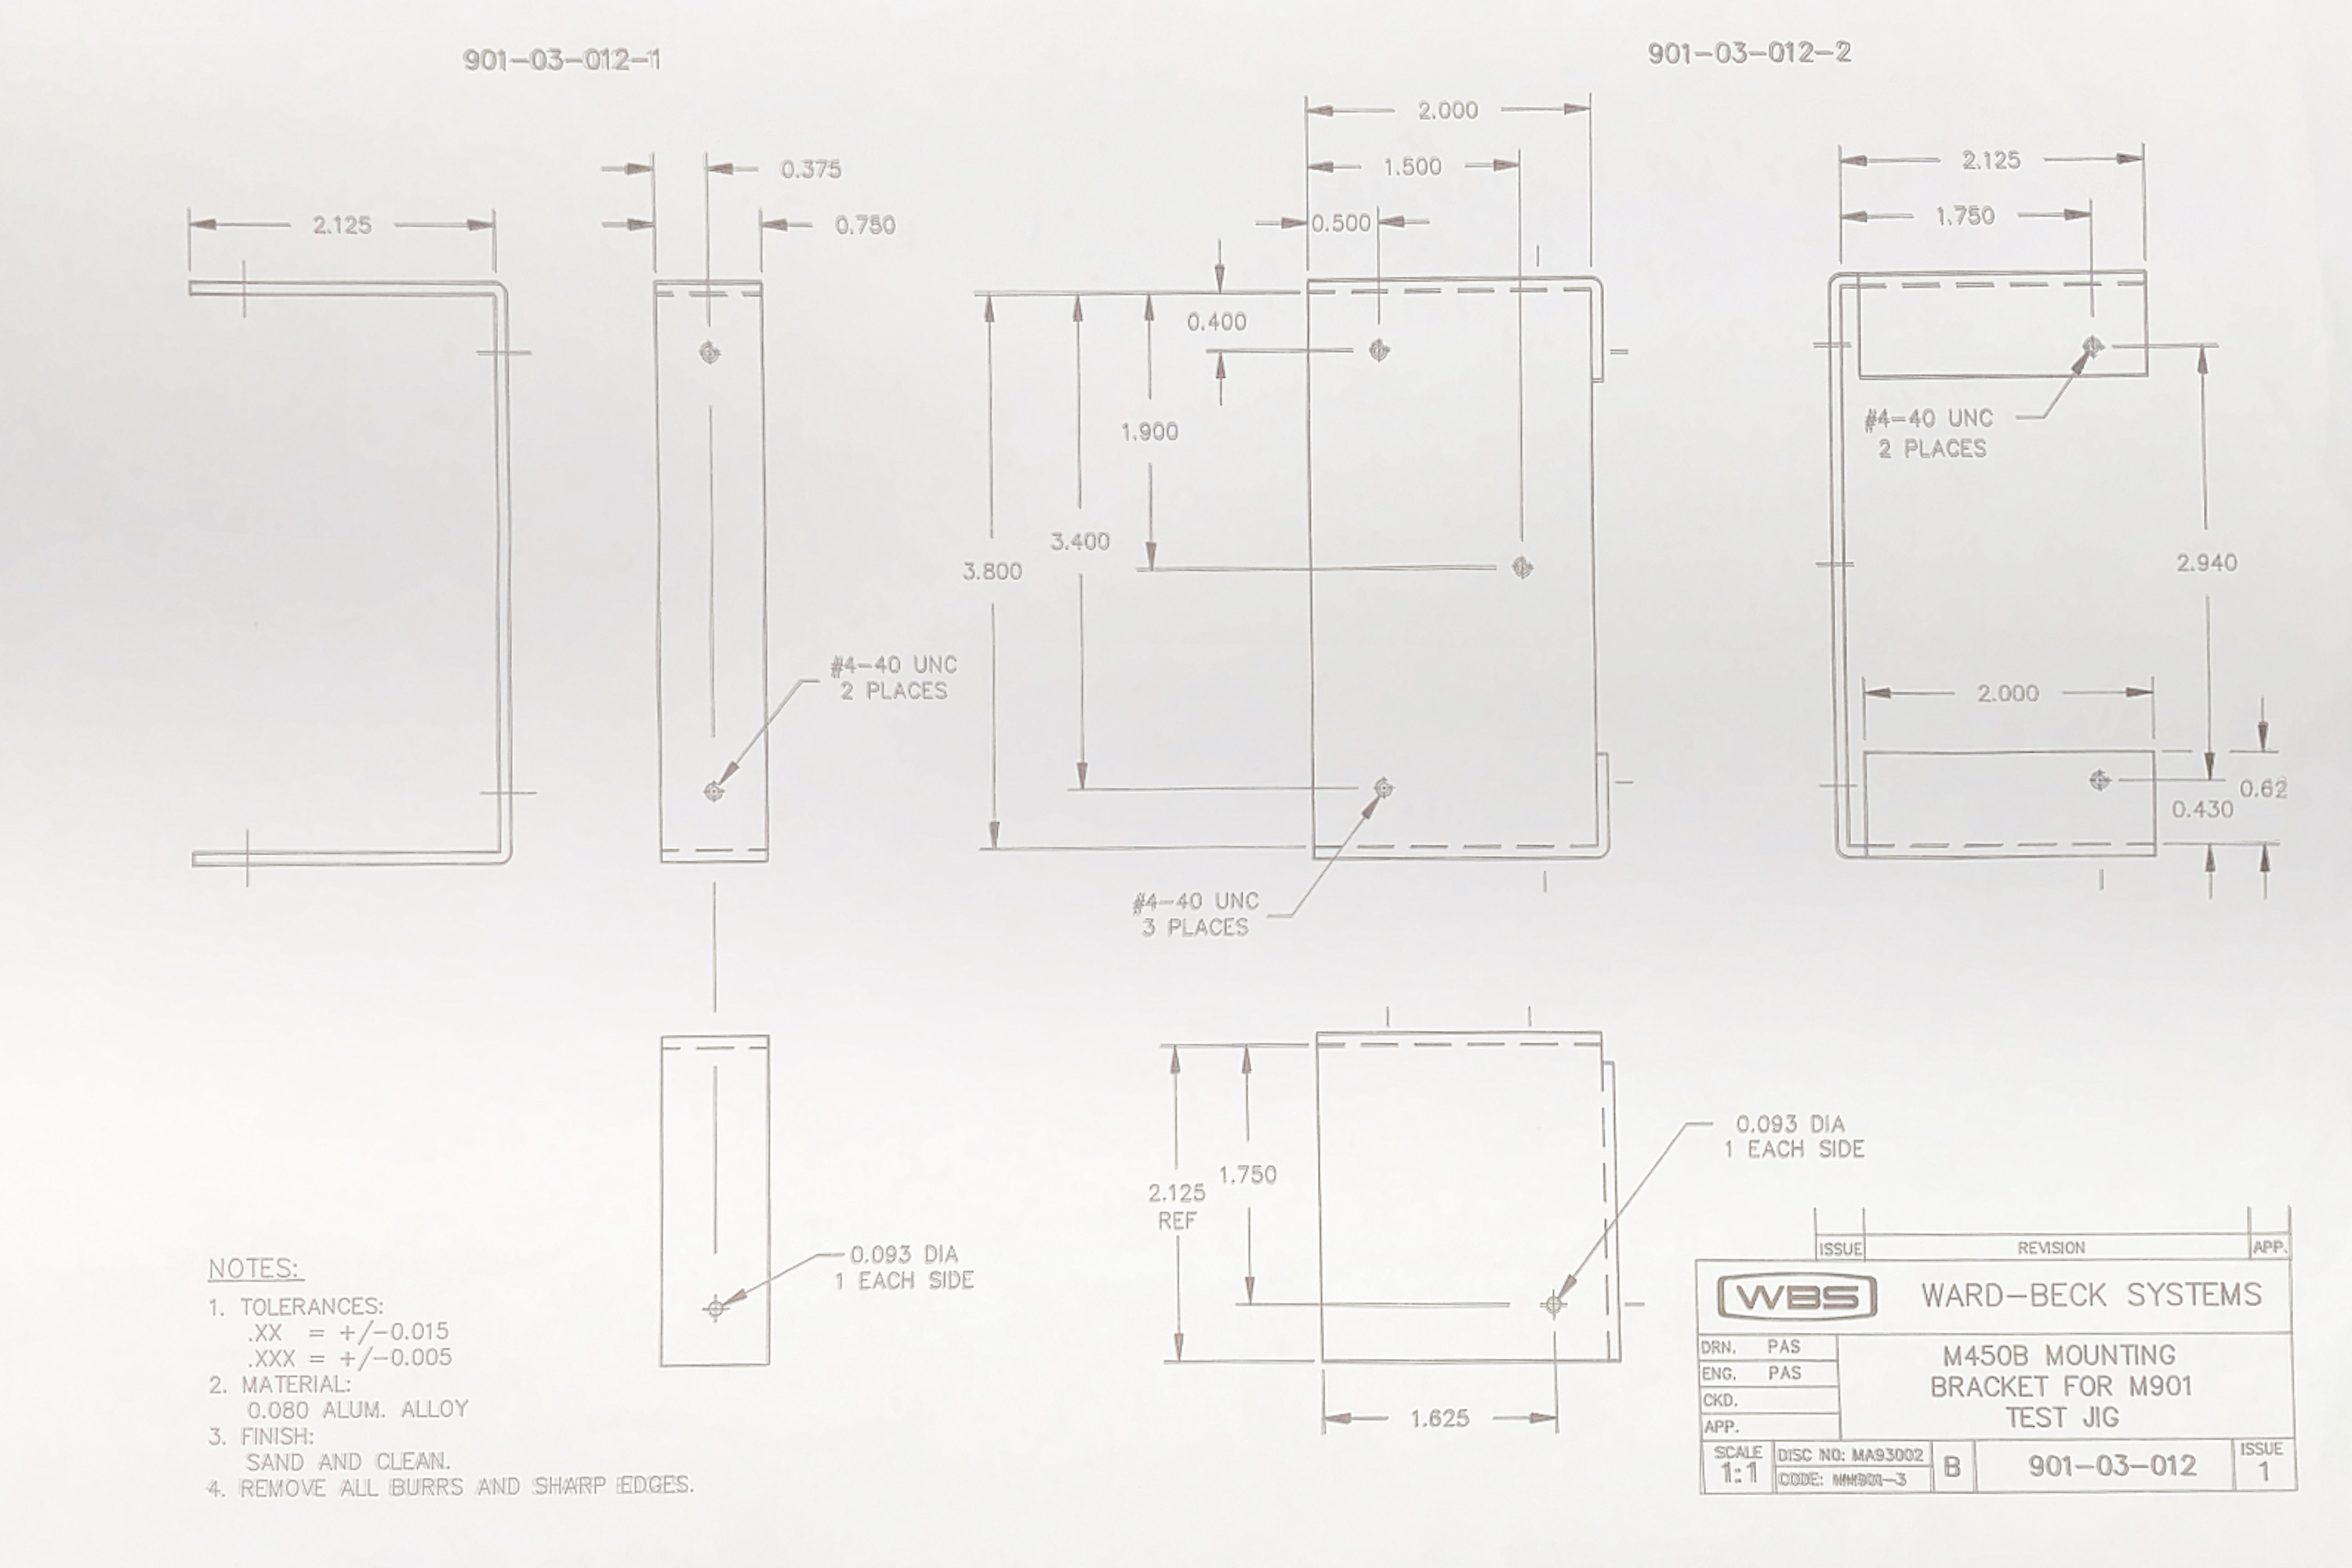 901-03-012-1
901-03-012-2
2.125
0.375
0.750
#4-40 UNC
2 PLACES
0.093 DIA
1 EACH SIDE
2.000
1.500
0.500
0.400
1.900
3.400
3.800
#4-40 UNC
3 PLACES
2.125
1.750
#4-40 UNC
2 PLACES
2.940
2.000
0.62
0.430
1.750
2.125
REF
0.093 DIA
1 EACH SIDE
1.625
NOTES:
1. TOLERANCES:
.XX = +/-0.015
.XXX = +/-0.005
2. MATERIAL:
0.080 ALUM. ALLOY
3. FINISH:
SAND AND CLEAN.
4. REMOVE ALL BURRS AND SHARP EDGES.
ISSUE REVISION APP.
WBS WARD-BECK SYSTEMS
DRN. PAS
ENG. PAS
CKD.
APP.
M450B MOUNTING
BRACKET FOR M901
TEST JIG
SCALE
1:1
DISC NO: MA93002
CODE: MM901-3
B
901-03-012
ISSUE
1